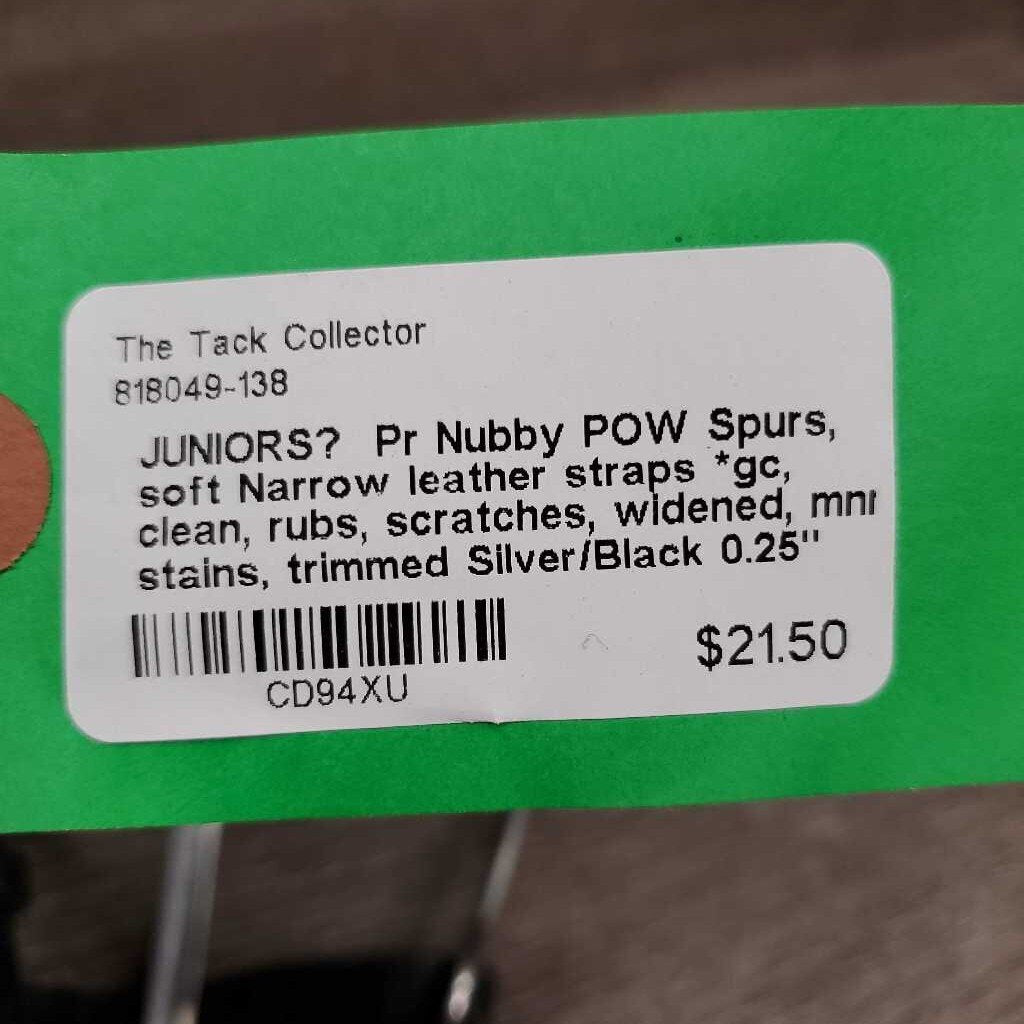 The Tack Collector
818049-138
JUNIORS? Pr Nubby POW Spurs,
soft Narrow leather straps *gc,
clean, rubs, scratches, widened, mnr
stains, trimmed Silver/Black 0.25"
$21.50
CD94XU